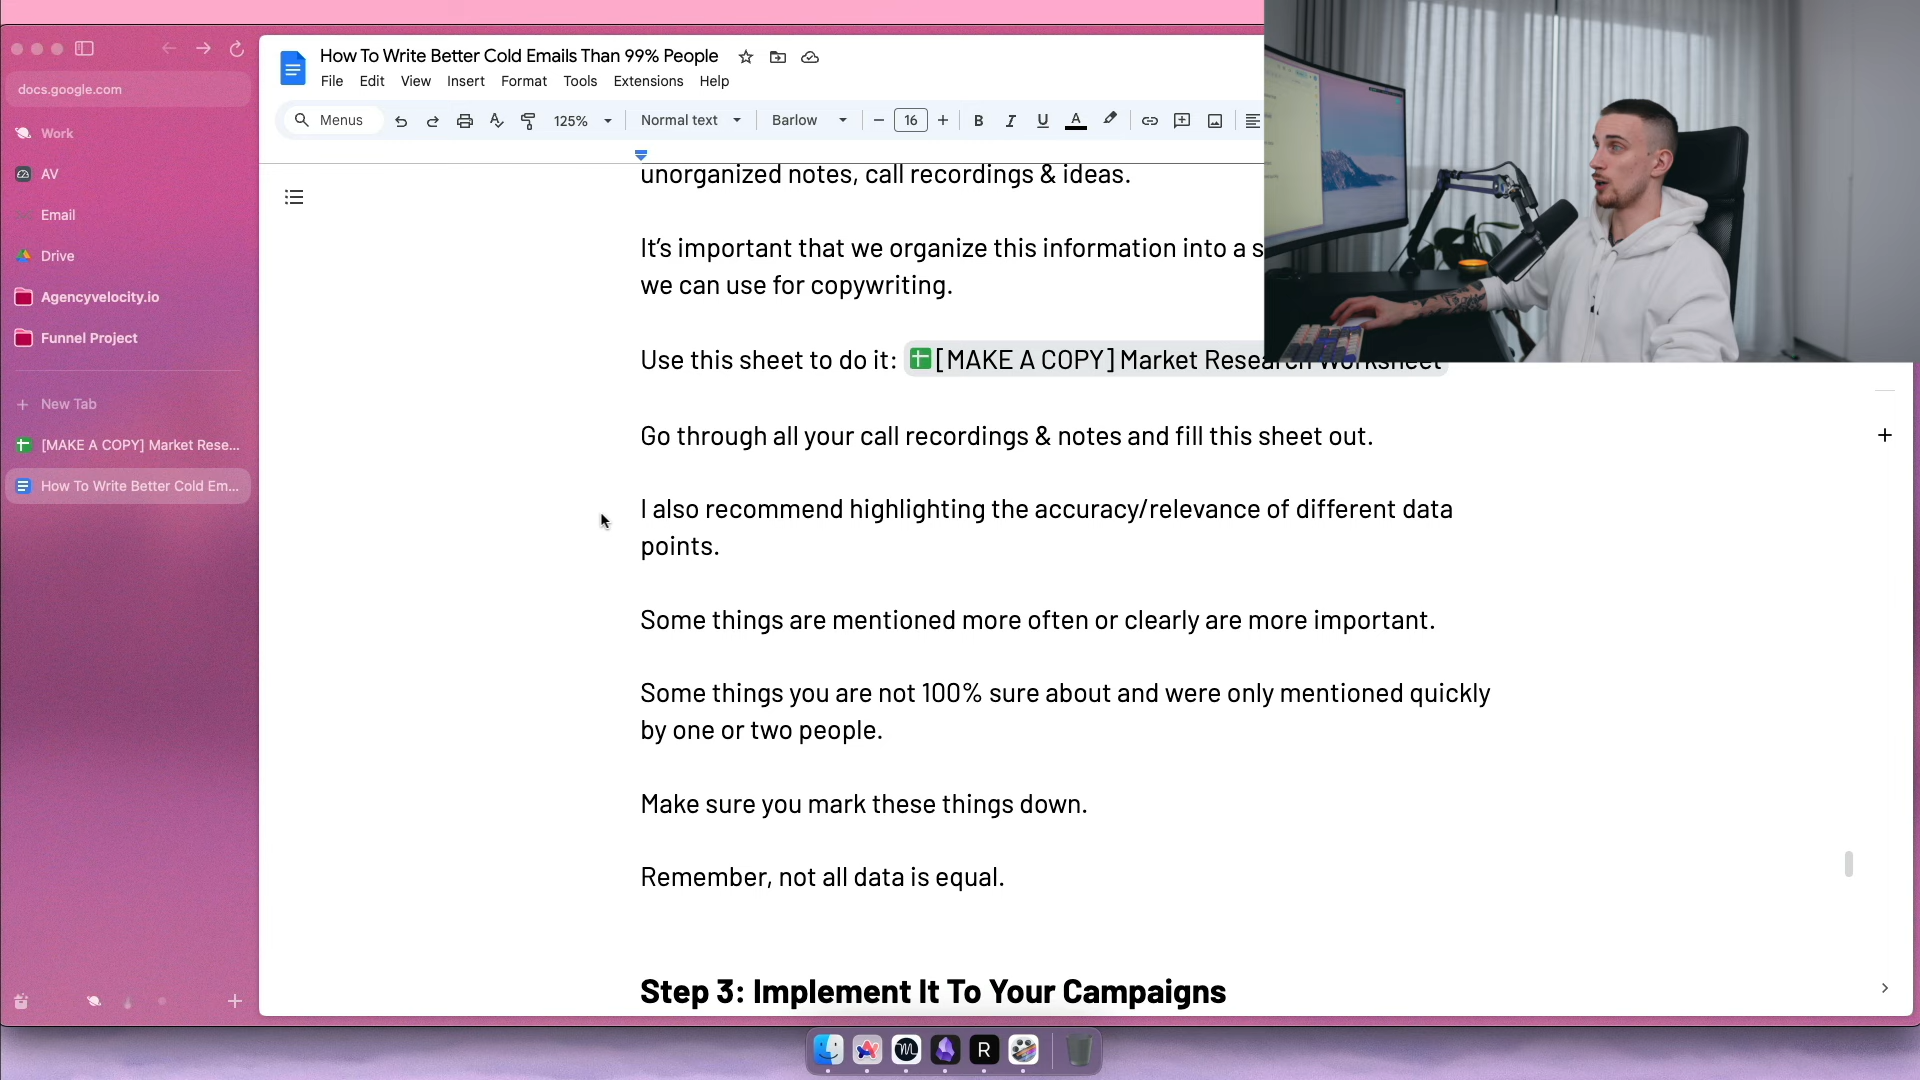 How To Write Better Cold Emails Than 99% People
File Edit View Insert Format Tools Extensions Help
docs.google.com
Menus 125% Normal text Barlow 16 B I U A
Work
AV
Email
Drive
Agencyvelocity.io
Funnel Project
New Tab
[MAKE A COPY] Market Rese...
How To Write Better Cold Em...
unorganized notes, call recordings & ideas.
It's important that we organize this information into a s
we can use for copywriting.
Use this sheet to do it: [MAKE A COPY] Market Research Worksheet
Go through all your call recordings & notes and fill this sheet out.
I also recommend highlighting the accuracy/relevance of different data
points.
Some things are mentioned more often or clearly are more important.
Some things you are not 100% sure about and were only mentioned quickly
by one or two people.
Make sure you mark these things down.
Remember, not all data is equal.
Step 3: Implement It To Your Campaigns
R